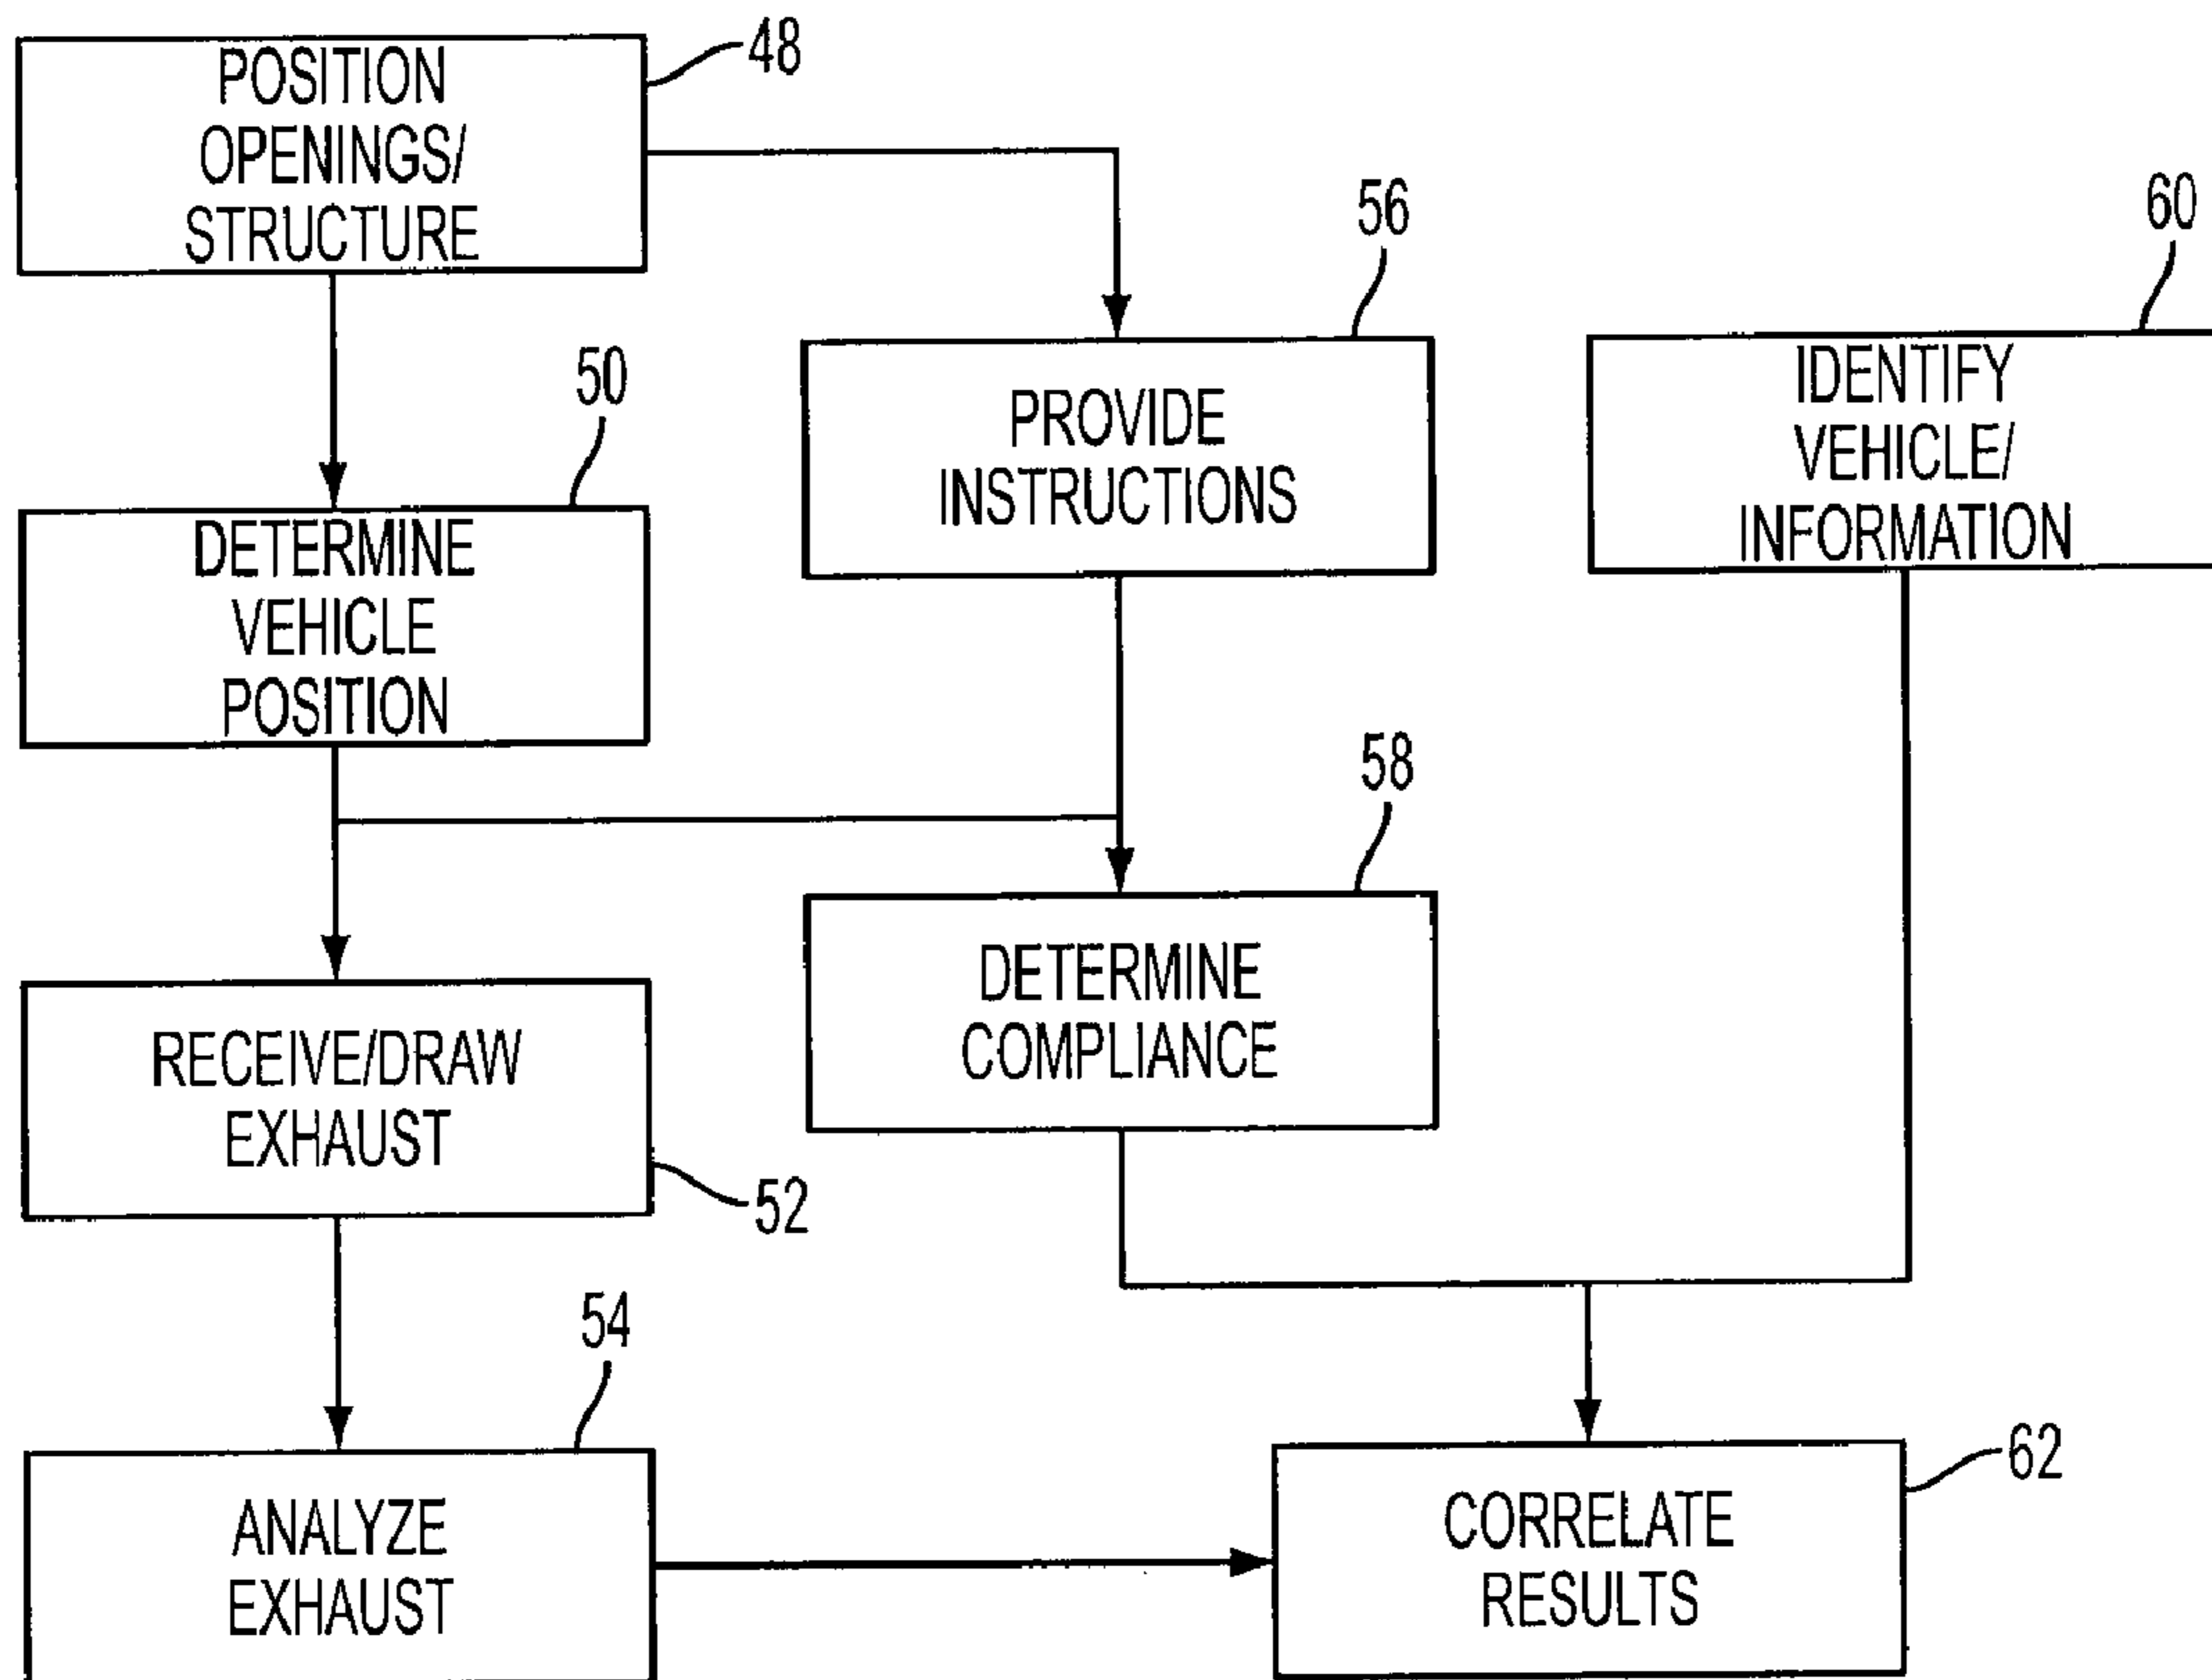 POSITION
OPENINGS/
STRUCTURE
48
56
PROVIDE
INSTRUCTIONS
60
IDENTIFY
VEHICLE/
INFORMATION
50
DETERMINE
VEHICLE
POSITION
58
DETERMINE
COMPLIANCE
RECEIVE/DRAW
EXHAUST
52
54
ANALYZE
EXHAUST
62
CORRELATE
RESULTS